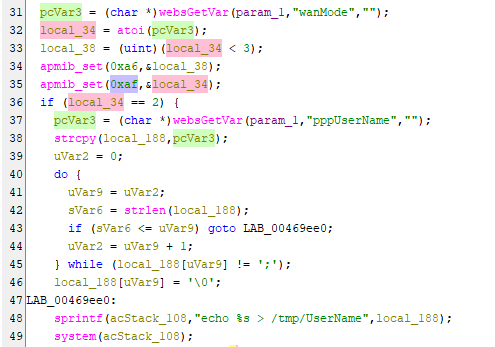 31 pcVar3 = (char *)websGetVar(param_1,"wanMode","");
32 local_34 = atoi(pcVar3);
33 local_38 = (uint)(local_34 < 3);
34 apmib_set(0xa6,&local_38);
35 apmib_set(0xaf,&local_34);
36 if (local_34 == 2) {
37 pcVar3 = (char *)websGetVar(param_1,"pppUserName","");
38 strcpy(local_188,pcVar3);
39 uVar2 = 0;
40 do {
41 uVar9 = uVar2;
42 sVar6 = strlen(local_188);
43 if (sVar6 <= uVar9) goto LAB_00469ee0;
44 uVar2 = uVar9 + 1;
45 } while (local_188[uVar9] != ';');
46 local_188[uVar9] = '\0';
47 LAB_00469ee0:
48 sprintf(acStack_108,"echo %s > /tmp/UserName",local_188);
49 system(acStack_108);